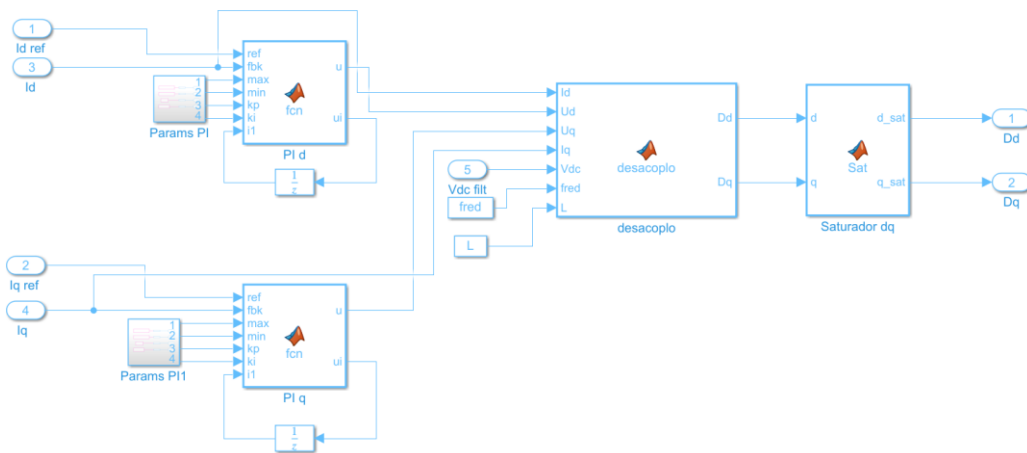 1
Id ref
3
Id
1
2
3
4
Params PI
ref
fbk
max
min
kp
ki
i1
fcn
u
ui
PI d
1
z
2
Iq ref
4
Iq
1
2
3
4
Params PI1
ref
fbk
max
min
kp
ki
i1
fcn
u
ui
PI q
1
z
5
Vdc filt
fred
L
Id
Ud
Uq
Iq
Vdc
fred
L
desacoplo
Dd
Dq
desacoplo
d
q
Sat
d_sat
q_sat
Saturador dq
1
Dd
2
Dq